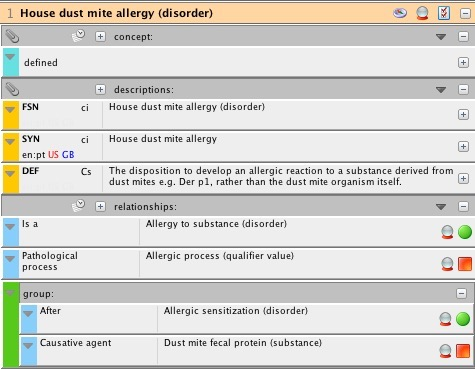 1 House dust mite allergy (disorder)
concept:
defined
descriptions:
FSN ci House dust mite allergy (disorder)
SYN ci House dust mite allergy
en:pt US GB
DEF Cs The disposition to develop an allergic reaction to a substance derived from
dust mites e.g. Der p1, rather than the dust mite organism itself.
relationships:
Is a Allergy to substance (disorder)
Pathological Allergic process (qualifier value)
process
group:
After Allergic sensitization (disorder)
Causative agent Dust mite fecal protein (substance)